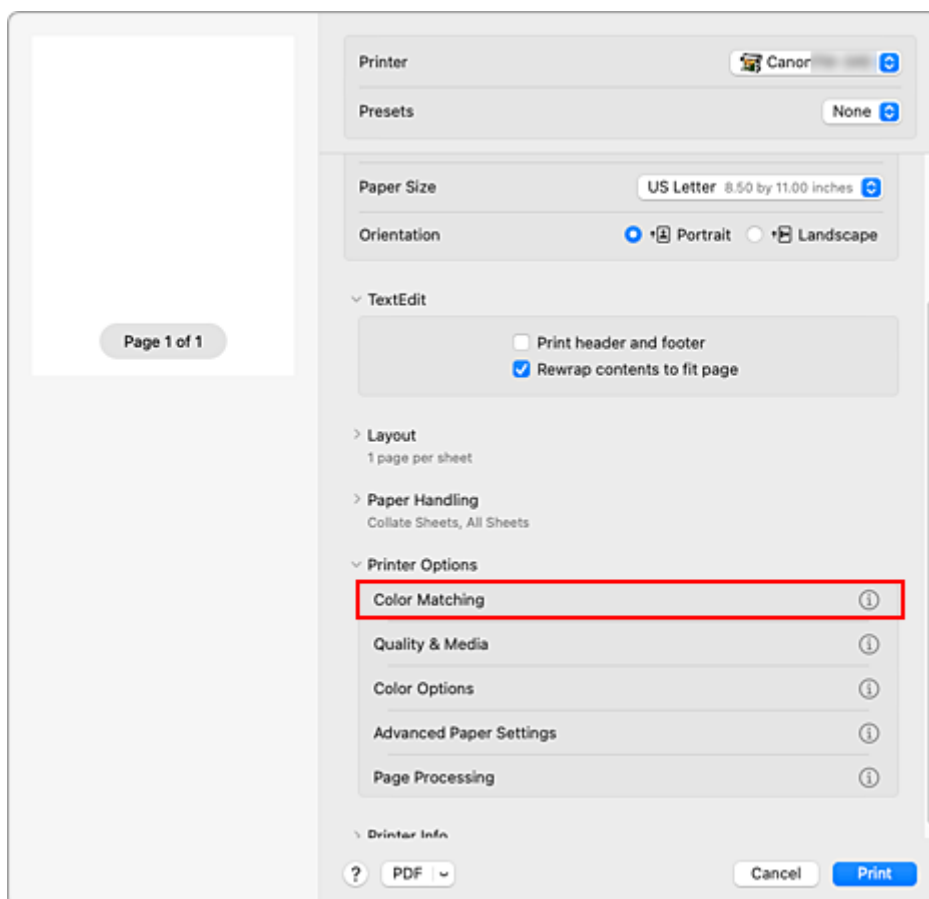 Page 1 of 1
Printer
Canon
Presets
None
Paper Size
US Letter 8.50 by 11.00 inches
Orientation
Portrait Landscape
TextEdit
Print header and footer
Rewrap contents to fit page
Layout
1 page per sheet
Paper Handling
Collate Sheets, All Sheets
Printer Options
Color Matching
Quality & Media
Color Options
Advanced Paper Settings
Page Processing
Printer Info
? PDF Cancel Print